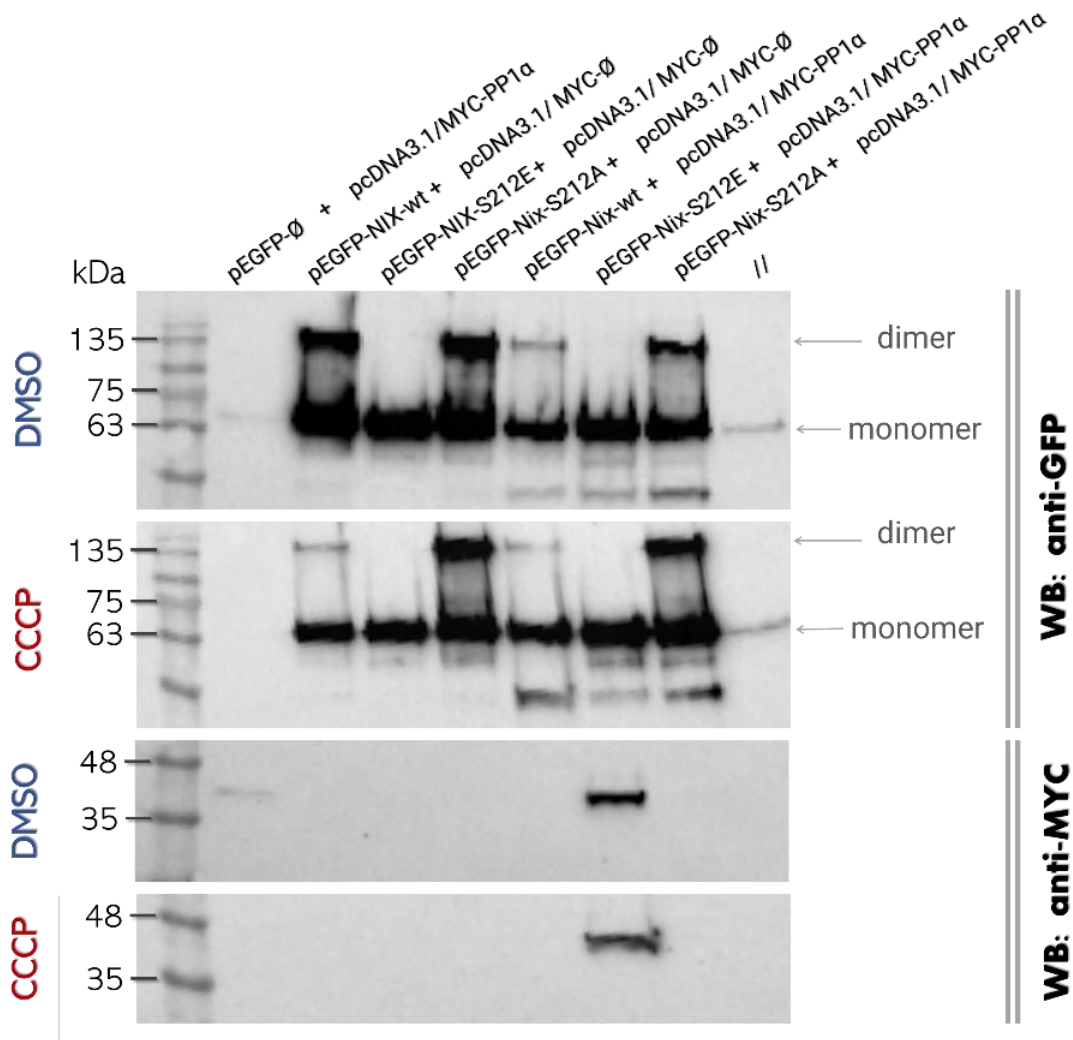 pEGFP-Ø + pcDNA3.1/MYC-PP1α
pEGFP-NIX-wt + pcDNA3.1/ MYC-Ø
pEGFP-NIX-S212E+ pcDNA3.1/ MYC-Ø
pEGFP-Nix-S212A + pcDNA3.1/ MYC-Ø
pEGFP-Nix-wt + pcDNA3.1/ MYC-PP1α
pEGFP-Nix-S212E + pcDNA3.1/ MYC-PP1α
pEGFP-Nix-S212A + pcDNA3.1/ MYC-PP1α
//
kDa
DMSO
135
75
63
dimer
monomer
CCCP
135
75
63
dimer
monomer
WB: anti-GFP
DMSO
48
35
CCCP
48
35
WB: anti-MYC